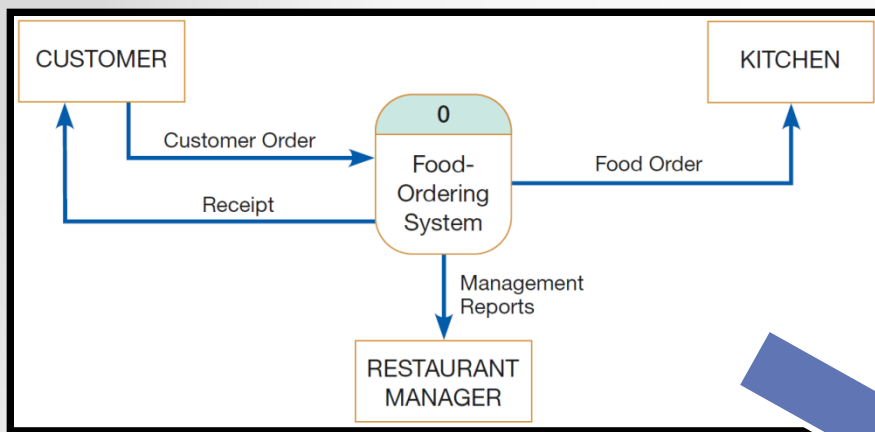 CUSTOMER
KITCHEN
0
Customer Order
Food-
Ordering
System
Food Order
Receipt
Management
Reports
RESTAURANT
MANAGER